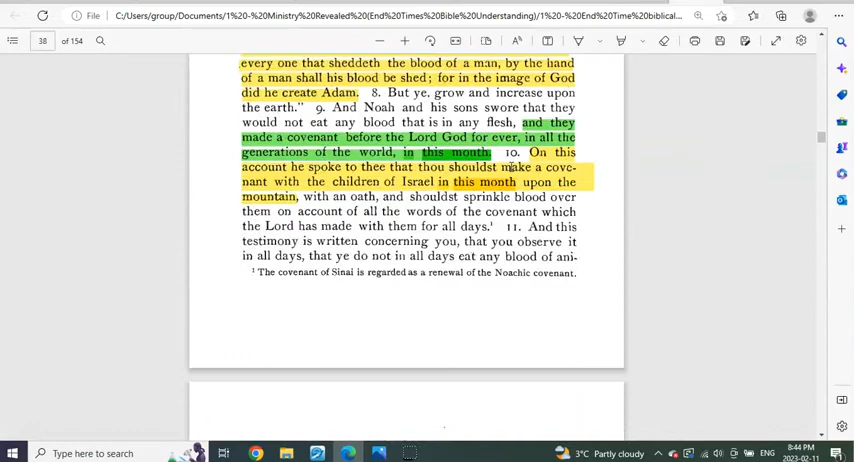 File
C:/Users/group/Documents/1%20-%20Ministry%20Revealed%20(End%20Times%20Bible%20Understanding)/1%20-%20End%20Time%20biblical...
38 of 154
every one that sheddeth the blood of a man, by the hand
of a man shall his blood be shed; for in the image of God
did he create Adam. 8. But ye, grow and increase upon
the earth." 9. And Noah and his sons swore that they
would not eat any blood that is in any flesh, and they
made a covenant before the Lord God for ever, in all the
generations of the world, in this month. 10. On this
account he spoke to thee that thou shouldst make a cove-
nant with the children of Israel in this month upon the
mountain, with an oath, and shouldst sprinkle blood over
them on account of all the words of the covenant which
the Lord has made with them for all days.¹ 11. And this
testimony is written concerning you, that you observe it
in all days, that ye do not in all days eat any blood of ani-
¹ The covenant of Sinai is regarded as a renewal of the Noachic covenant.
Type here to search
3°C Partly cloudy
ENG
8:44 PM
2023-02-11